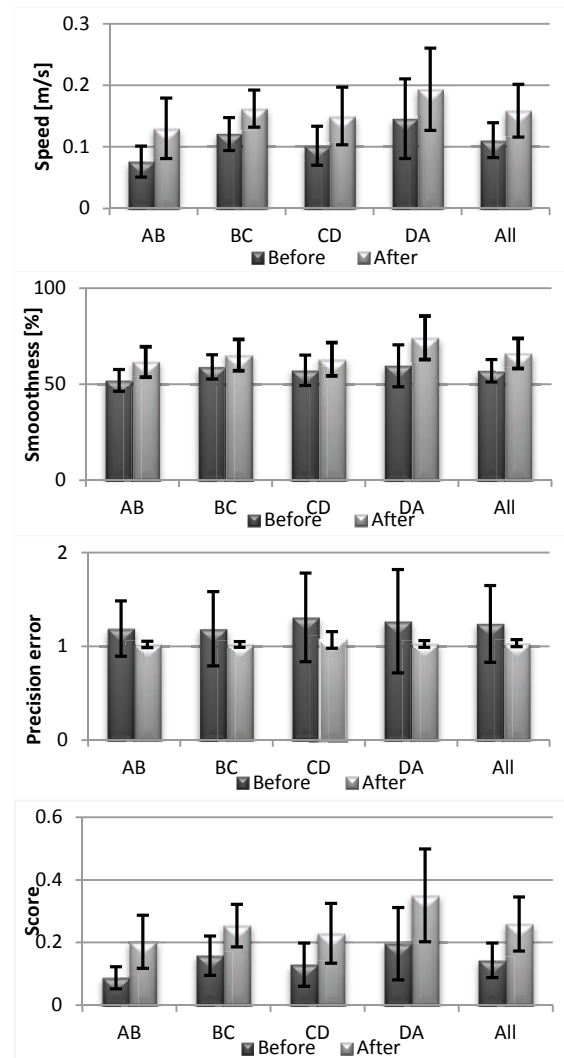 0.3
0.2
0.1
0
Speed [m/s]
AB BC CD DA All
Before After
100
50
0
Smooothness [%]
AB BC CD DA All
Before After
2
1
0
Precision error
AB BC CD DA All
Before After
0.6
0.4
0.2
0
Score
AB BC CD DA All
Before After